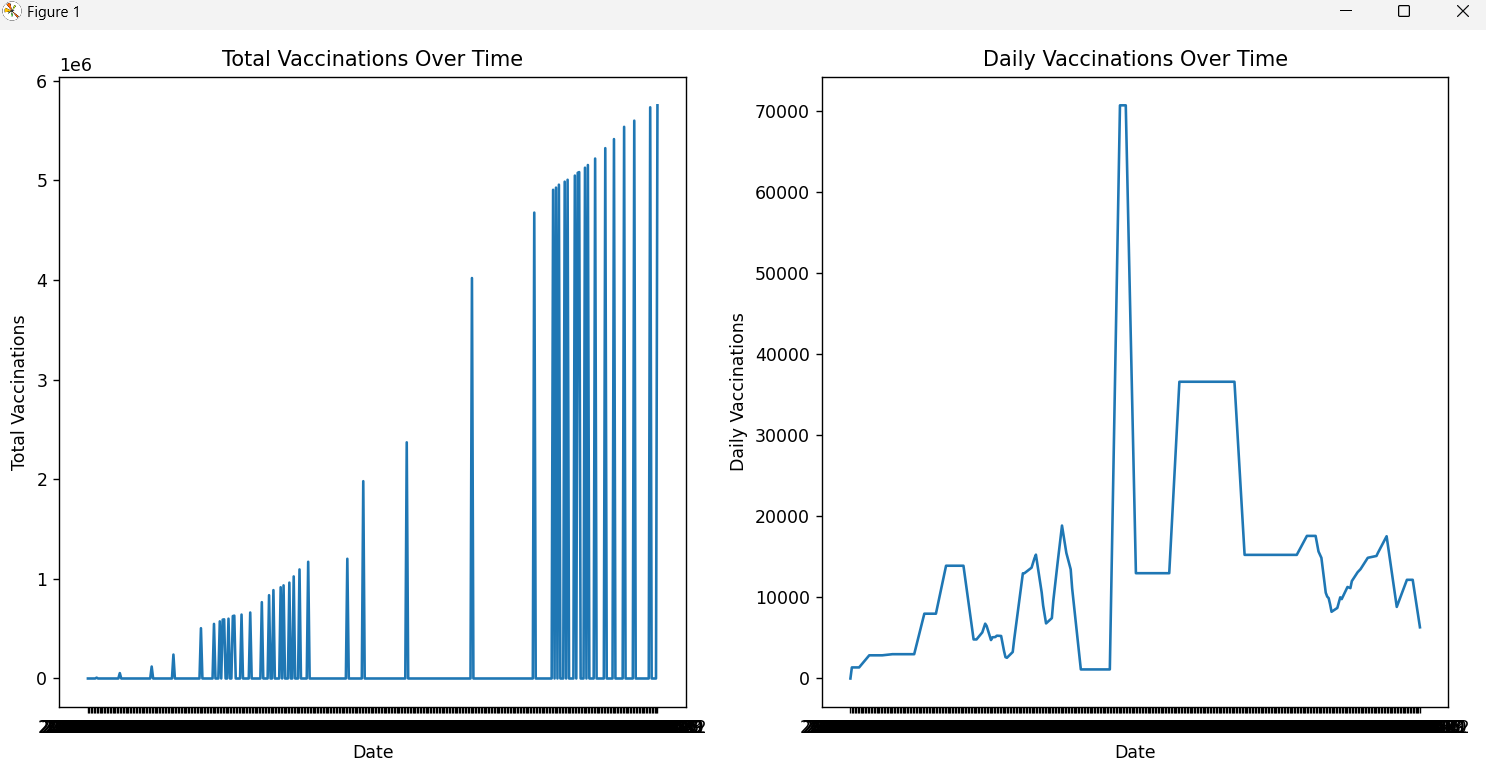 Figure 1
Total Vaccinations Over Time
1e6
6
5
4
3
2
1
0
Total Vaccinations
Date
Daily Vaccinations Over Time
70000
60000
50000
40000
30000
20000
10000
0
Daily Vaccinations
Date